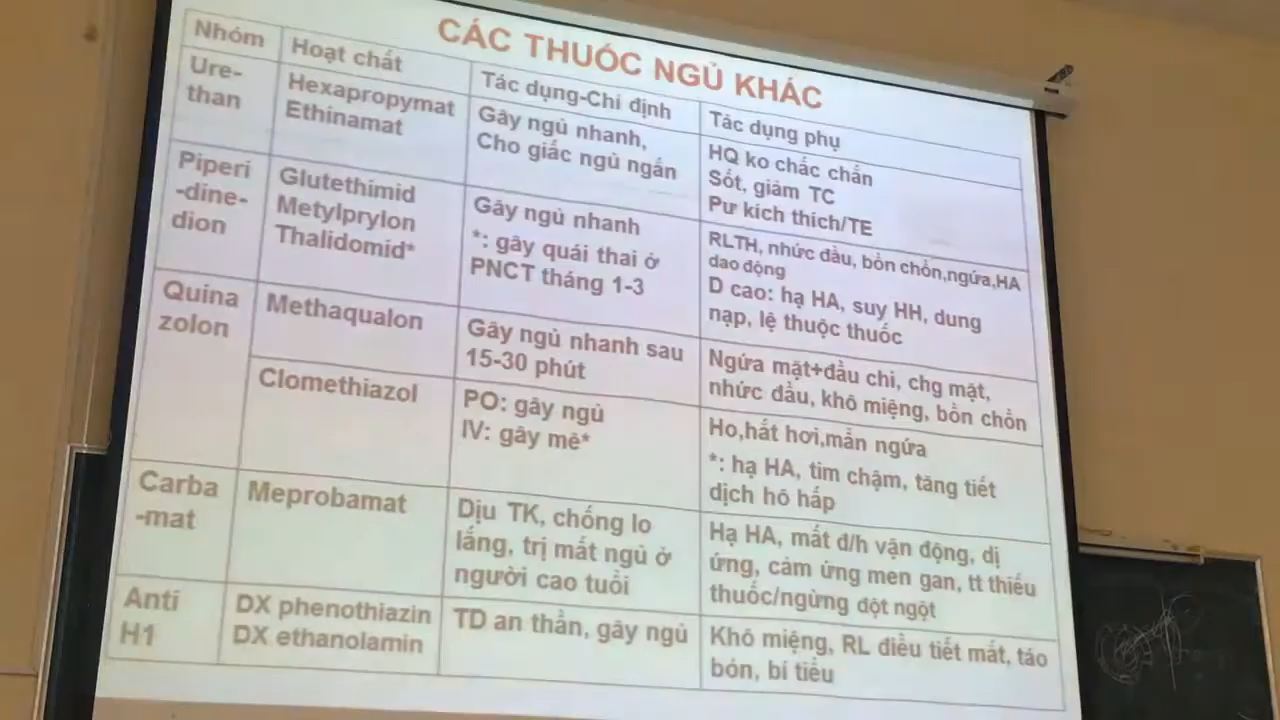 CÁC THUỐC NGỦ KHÁC
Nhóm
Hoạt chất
Tác dụng-Chỉ định
Tác dụng phụ
Ure-
than
Hexapropymat
Ethinamat
Gây ngủ nhanh,
Cho giấc ngủ ngắn
HQ ko chắc chắn
Sốt, giảm TC
Pư kích thích/TE
Piperi
-dine-
dion
Glutethimid
Metylprylon
Thalidomid*
Gây ngủ nhanh
*: gây quái thai ở
PNCT tháng 1-3
RLTH, nhức đầu, bồn chồn,ngứa,HA
dao động
D cao: hạ HA, suy HH, dung
nạp, lệ thuộc thuốc
Quina
zolon
Methaqualon
Gây ngủ nhanh sau
15-30 phút
Ngứa mặt+đầu chi, chg mặt,
nhức đầu, khô miệng, bồn chồn
Clomethiazol
PO: gây ngủ
IV: gây mê*
Ho,hắt hơi,mẩn ngứa
*: hạ HA, tim chậm, tăng tiết
dịch hô hấp
Carba
-mat
Meprobamat
Dịu TK, chống lo
lắng, trị mất ngủ ở
người cao tuổi
Hạ HA, mất đ/h vận động, dị
ứng, cảm ứng men gan, tt thiếu
thuốc/ngừng đột ngột
Anti
H1
DX phenothiazin
DX ethanolamin
TD an thần, gây ngủ
Khô miệng, RL điều tiết mắt, táo
bón, bí tiểu